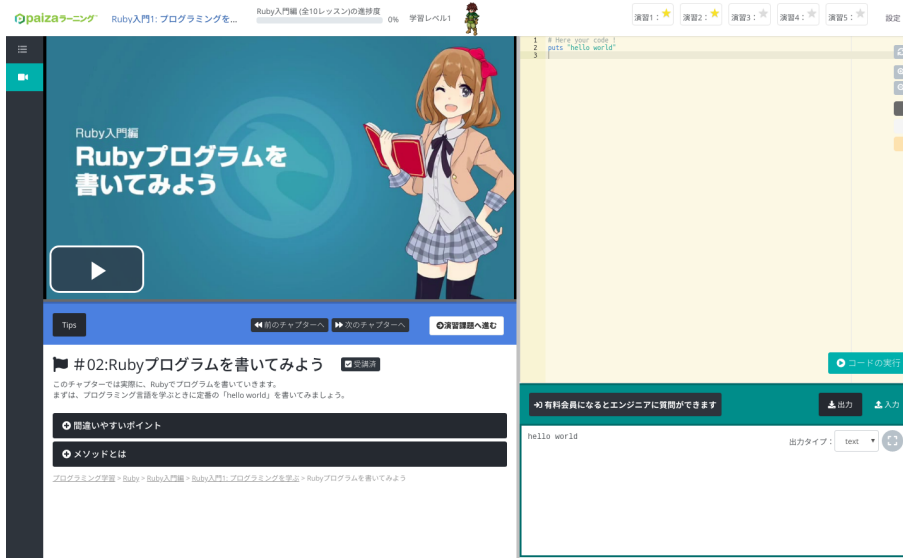 paizaラーニング
Ruby入門1: プログラミングを...
Ruby入門編 (全10レッスン)の進捗度
0%
学習レベル1
演習1：
演習2：
演習3：
演習4：
演習5：
設定
Ruby入門編
Rubyプログラムを
書いてみよう
Tips
前のチャプターへ
次のチャプターへ
演習課題へ進む
＃02:Rubyプログラムを書いてみよう
受講済
このチャプターでは実際に、Rubyでプログラムを書いていきます。
まずは、プログラミング言語を学ぶときに定番の「hello world」を書いてみましょう。
間違いやすいポイント
メソッドとは
プログラミング学習 > Ruby > Ruby入門編 > Ruby入門1: プログラミングを学ぶ > Rubyプログラムを書いてみよう
1 # Here your code !
2 puts "hello world"
3
コードの実行
有料会員になるとエンジニアに質問ができます
出力
入力
hello world
出力タイプ：
text